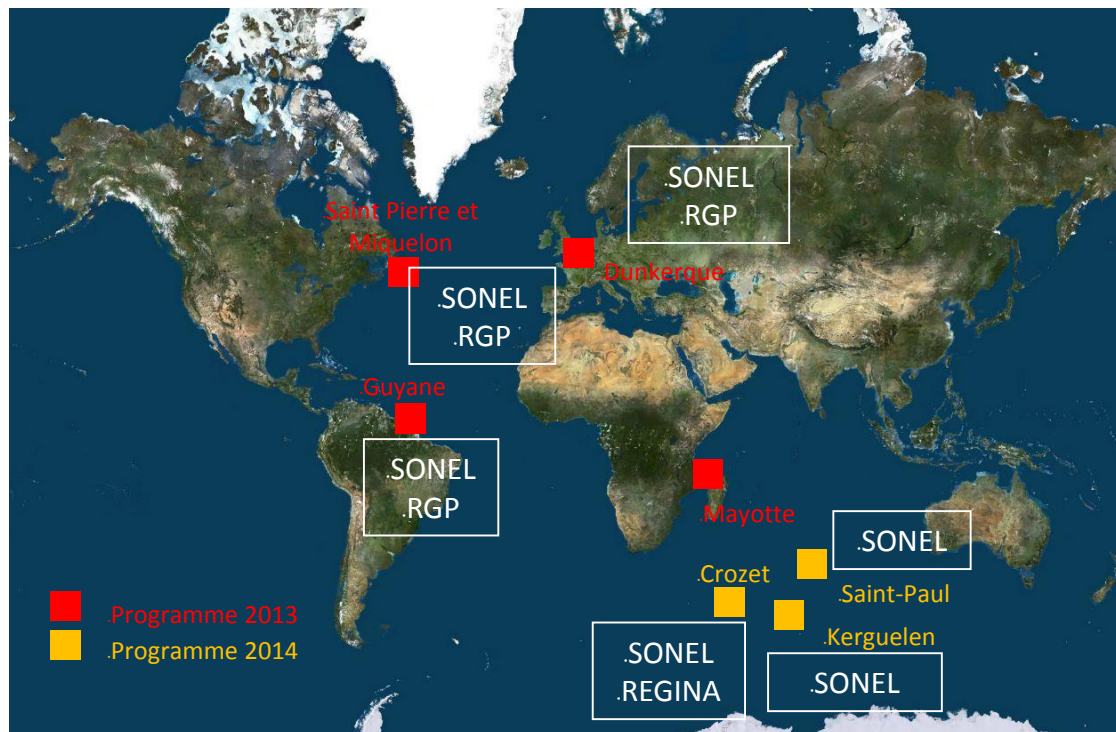 .SONEL
.RGP
.Saint Pierre et
Miquelon
.Dunkerque
.SONEL
.RGP
.Guyane
.SONEL
.RGP
.Mayotte
.SONEL
.Crozet
.Saint-Paul
.Kerguelen
.Programme 2013
.Programme 2014
.SONEL
.REGINA
.SONEL